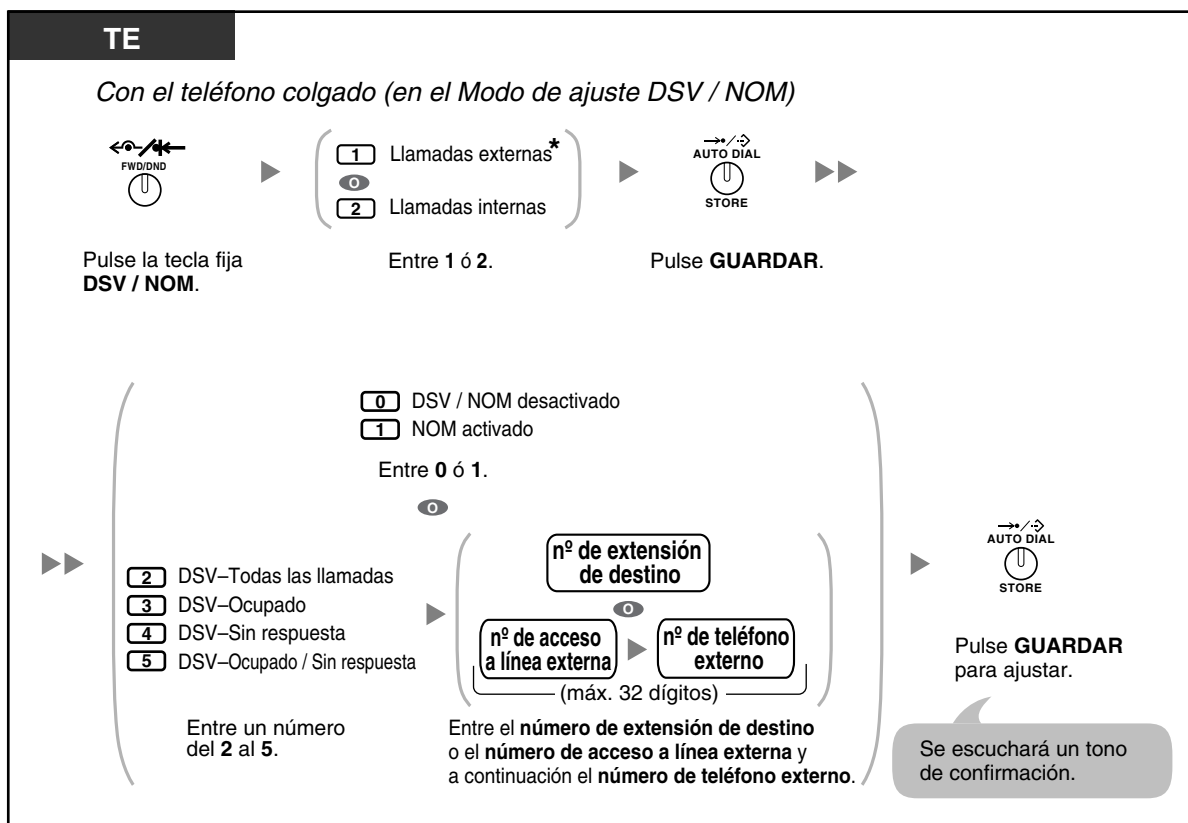 TE
Con el teléfono colgado (en el Modo de ajuste DSV / NOM)
FWD/DND
1 Llamadas externas*
o
2 Llamadas internas
AUTO DIAL
STORE
Pulse la tecla fija
DSV / NOM.
Entre 1 ó 2.
Pulse GUARDAR.
0 DSV / NOM desactivado
1 NOM activado
Entre 0 ó 1.
o
2 DSV–Todas las llamadas
3 DSV–Ocupado
4 DSV–Sin respuesta
5 DSV–Ocupado / Sin respuesta
Entre un número
del 2 al 5.
nº de extensión
de destino
o
nº de acceso
a línea externa
nº de teléfono
externo
(máx. 32 dígitos)
Entre el número de extensión de destino
o el número de acceso a línea externa y
a continuación el número de teléfono externo.
AUTO DIAL
STORE
Pulse GUARDAR
para ajustar.
Se escuchará un tono
de confirmación.